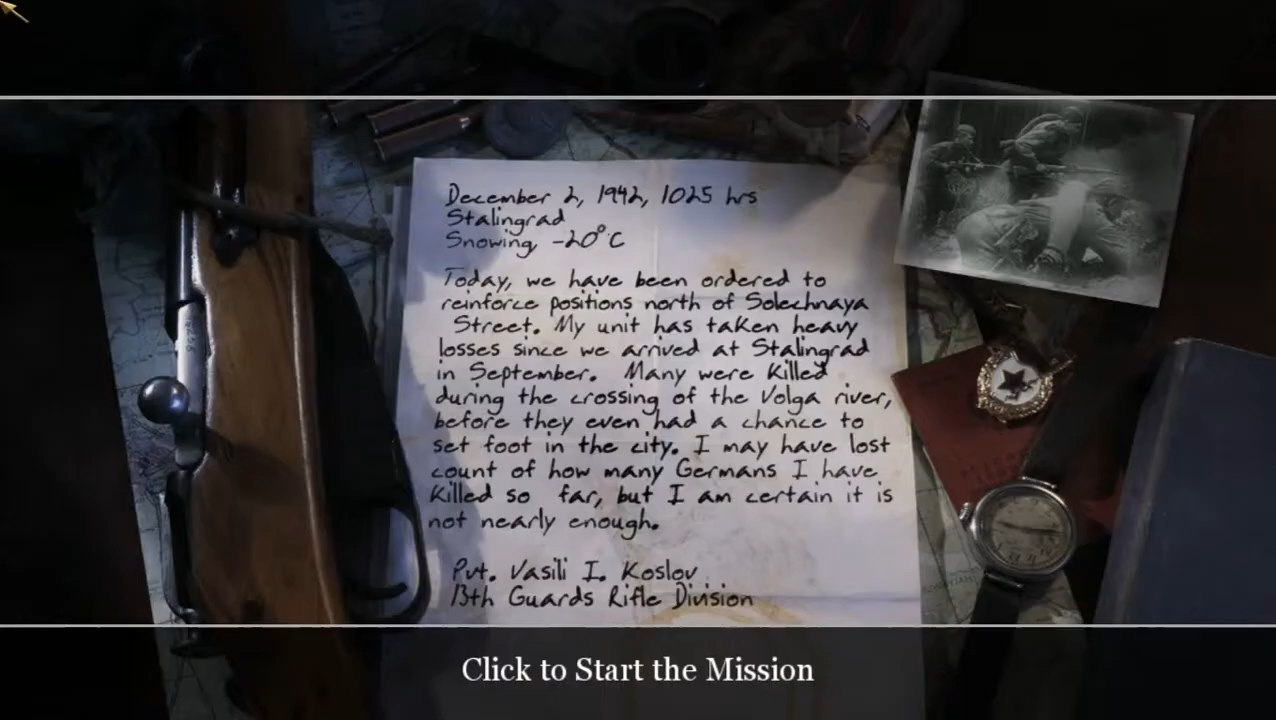 December 2, 1942, 1025 hrs
Stalingrad
Snowing, -20°C
Today, we have been ordered to
reinforce positions north of Solechnaya
Street. My unit has taken heavy
losses since we arrived at Stalingrad
in September. Many were killed
during the crossing of the Volga river,
before they even had a chance to
set foot in the city. I may have lost
count of how many Germans I have
killed so far, but I am certain it is
not nearly enough.
Pvt. Vasili I. Koslov
13th Guards Rifle Division
Click to Start the Mission